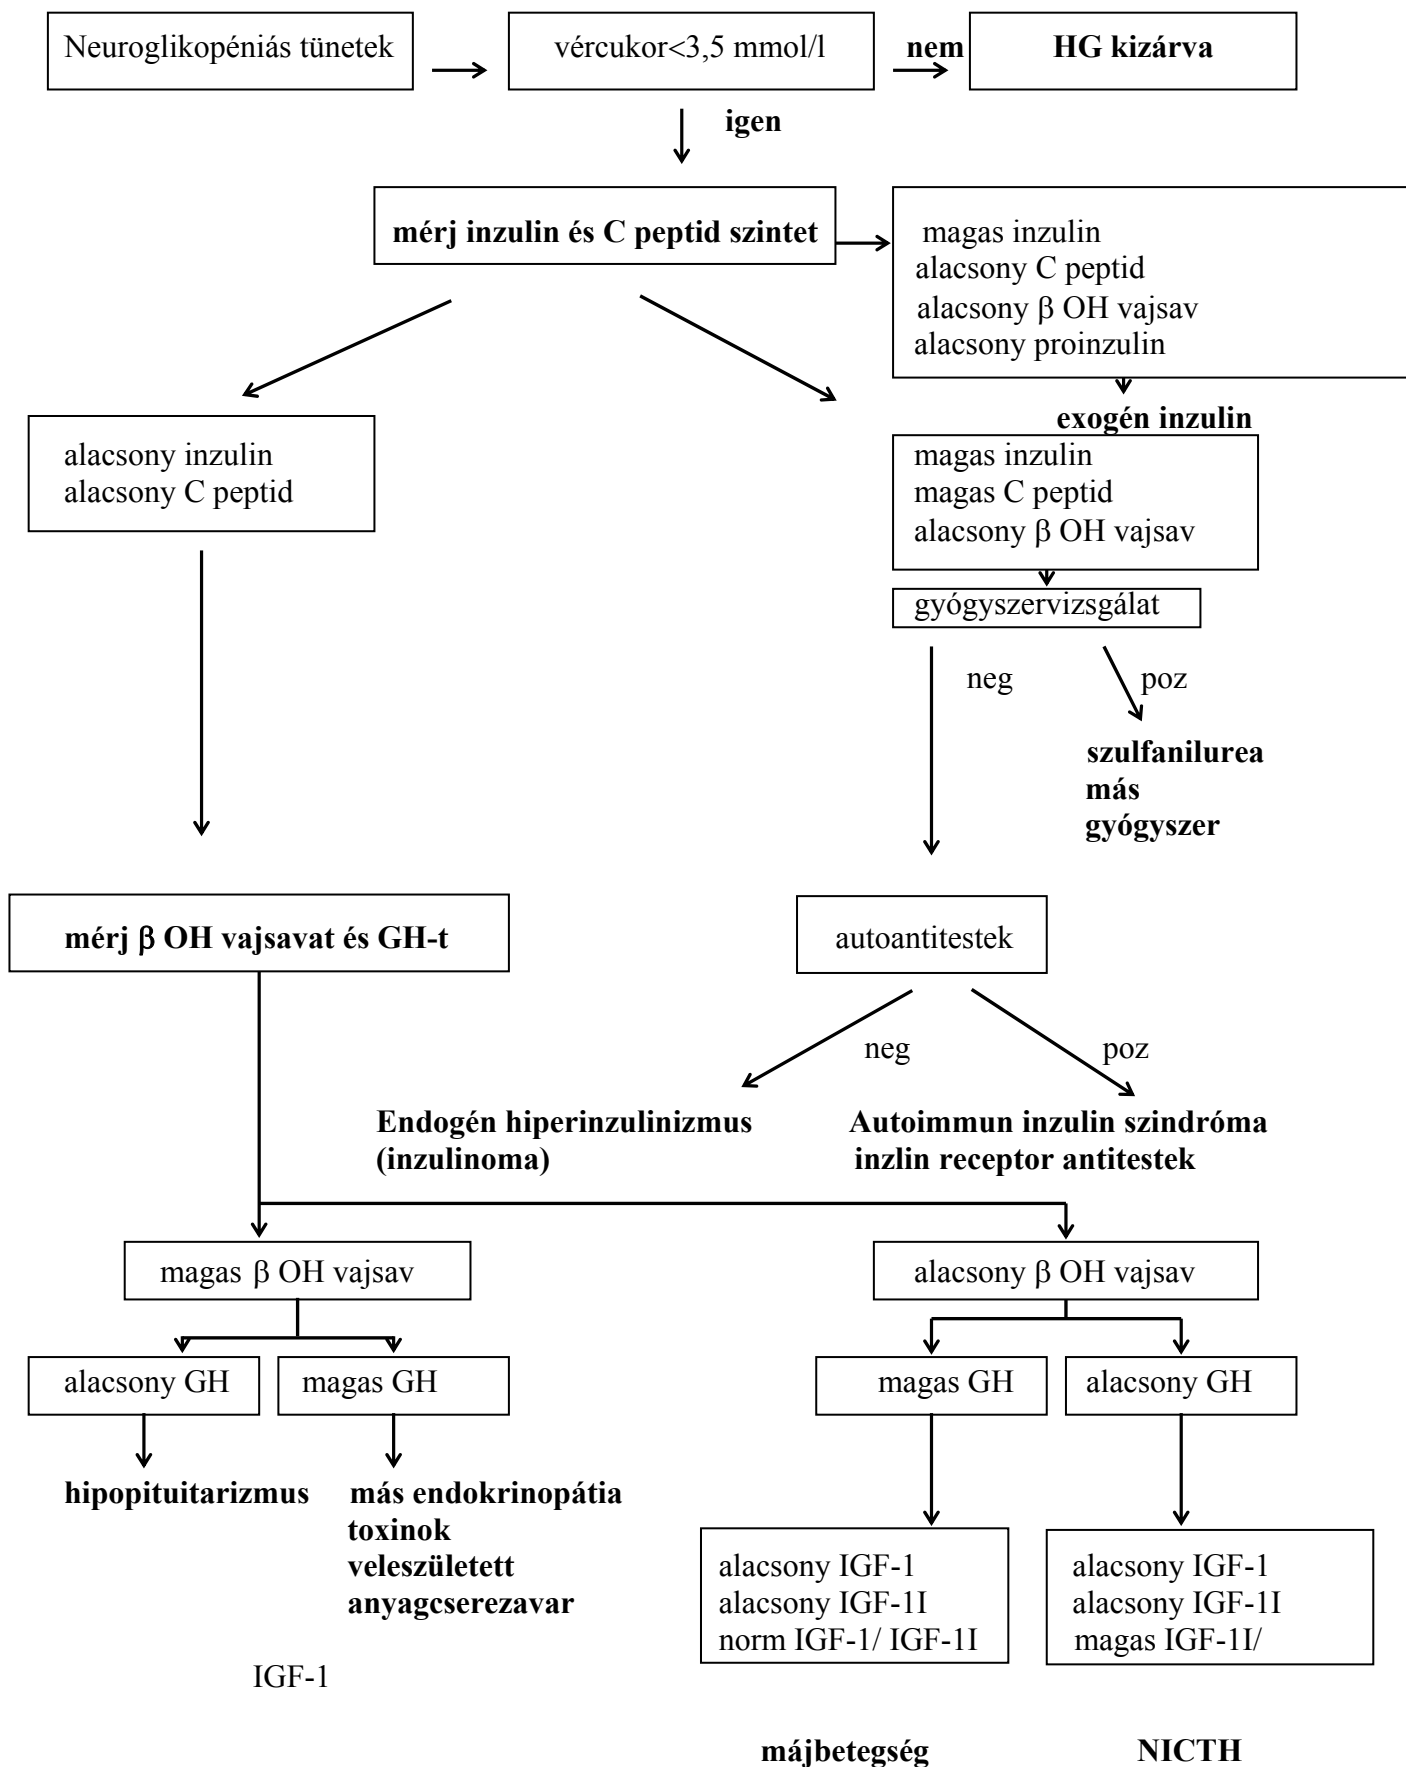 Neuroglikopéniás tünetek
vércukor<3,5 mmol/l
nem
HG kizárva
igen
mérj inzulin és C peptid szintet
magas inzulin
alacsony C peptid
alacsony β OH vajsav
alacsony proinzulin
exogén inzulin
alacsony inzulin
alacsony C peptid
magas inzulin
magas C peptid
alacsony β OH vajsav
gyógyszervizsgálat
neg
poz
szulfanilurea
más
gyógyszer
mérj β OH vajsavat és GH-t
autoantitestek
neg
poz
Endogén hiperinzulinizmus
(inzulinoma)
Autoimmun inzulin szindróma
inzlin receptor antitestek
magas β OH vajsav
alacsony β OH vajsav
alacsony GH
magas GH
magas GH
alacsony GH
hipopituitarizmus
más endokrinopátia
toxinok
veleszületett
anyagcserezavar
alacsony IGF-1
alacsony IGF-1I
norm IGF-1/ IGF-1I
alacsony IGF-1
alacsony IGF-1I
magas IGF-1I/
IGF-1
májbetegség
NICTH